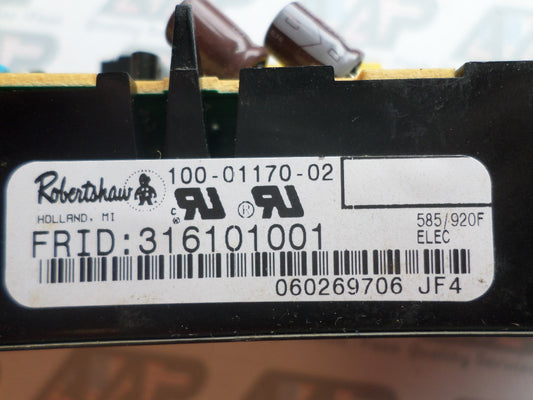 Robertshaw
100-01170-02
HOLLAND, MI
585/920F
ELEC
FRID:316101001
060269706 JF4